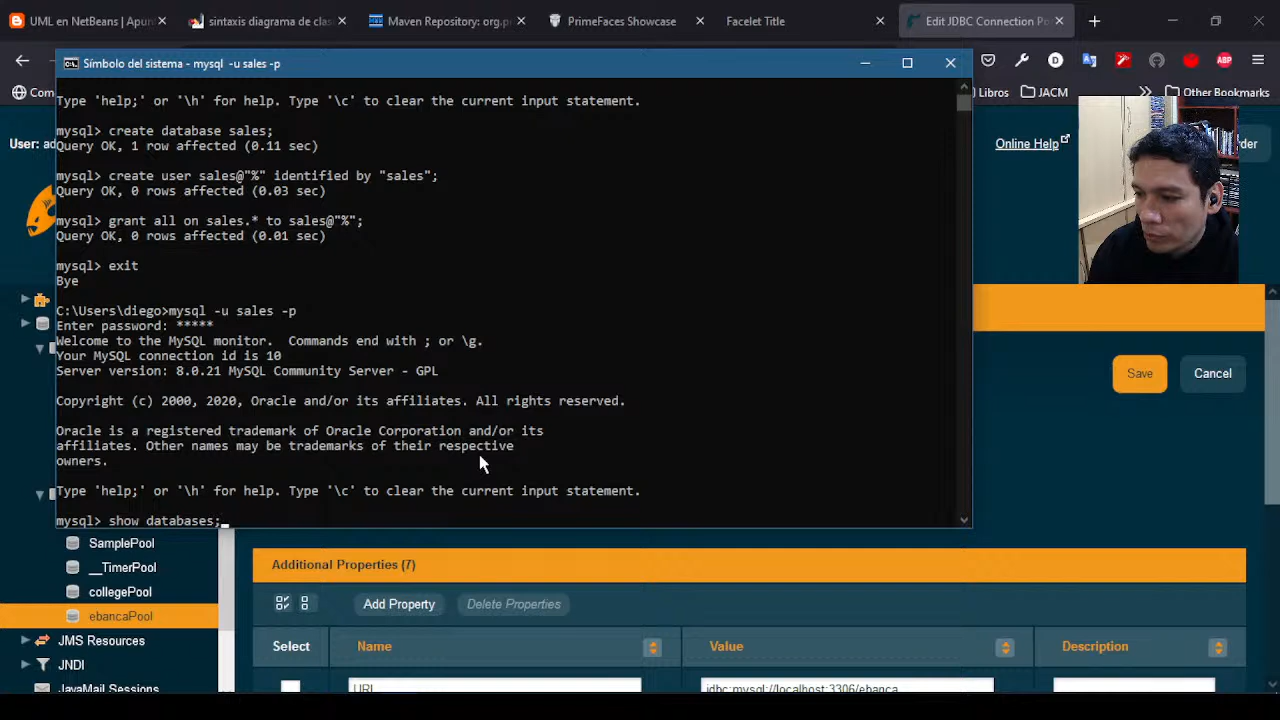 UML en NetBeans | Apun
sintaxis diagrama de clas
Maven Repository: org.p
PrimeFaces Showcase
Facelet Title
Edit JDBC Connection Po
Símbolo del sistema - mysql -u sales -p
Com
Libros
JACM
Other Bookmarks
User: ad
Online Help
Type 'help;' or '\h' for help. Type '\c' to clear the current input statement.
mysql> create database sales;
Query OK, 1 row affected (0.11 sec)
mysql> create user sales@"%" identified by "sales";
Query OK, 0 rows affected (0.03 sec)
mysql> grant all on sales.* to sales@"%";
Query OK, 0 rows affected (0.01 sec)
mysql> exit
Bye
C:\Users\diego>mysql -u sales -p
Enter password: *****
Welcome to the MySQL monitor.  Commands end with ; or \g.
Your MySQL connection id is 10
Server version: 8.0.21 MySQL Community Server - GPL
Copyright (c) 2000, 2020, Oracle and/or its affiliates. All rights reserved.
Oracle is a registered trademark of Oracle Corporation and/or its
affiliates. Other names may be trademarks of their respective
owners.
Type 'help;' or '\h' for help. Type '\c' to clear the current input statement.
mysql> show databases;
Save
Cancel
SamplePool
__TimerPool
collegePool
ebancaPool
JMS Resources
JNDI
JavaMail Sessions
Additional Properties (7)
Add Property
Delete Properties
Select
Name
Value
Description
URL
jdbc:mysql://localhost:3306/ebanca